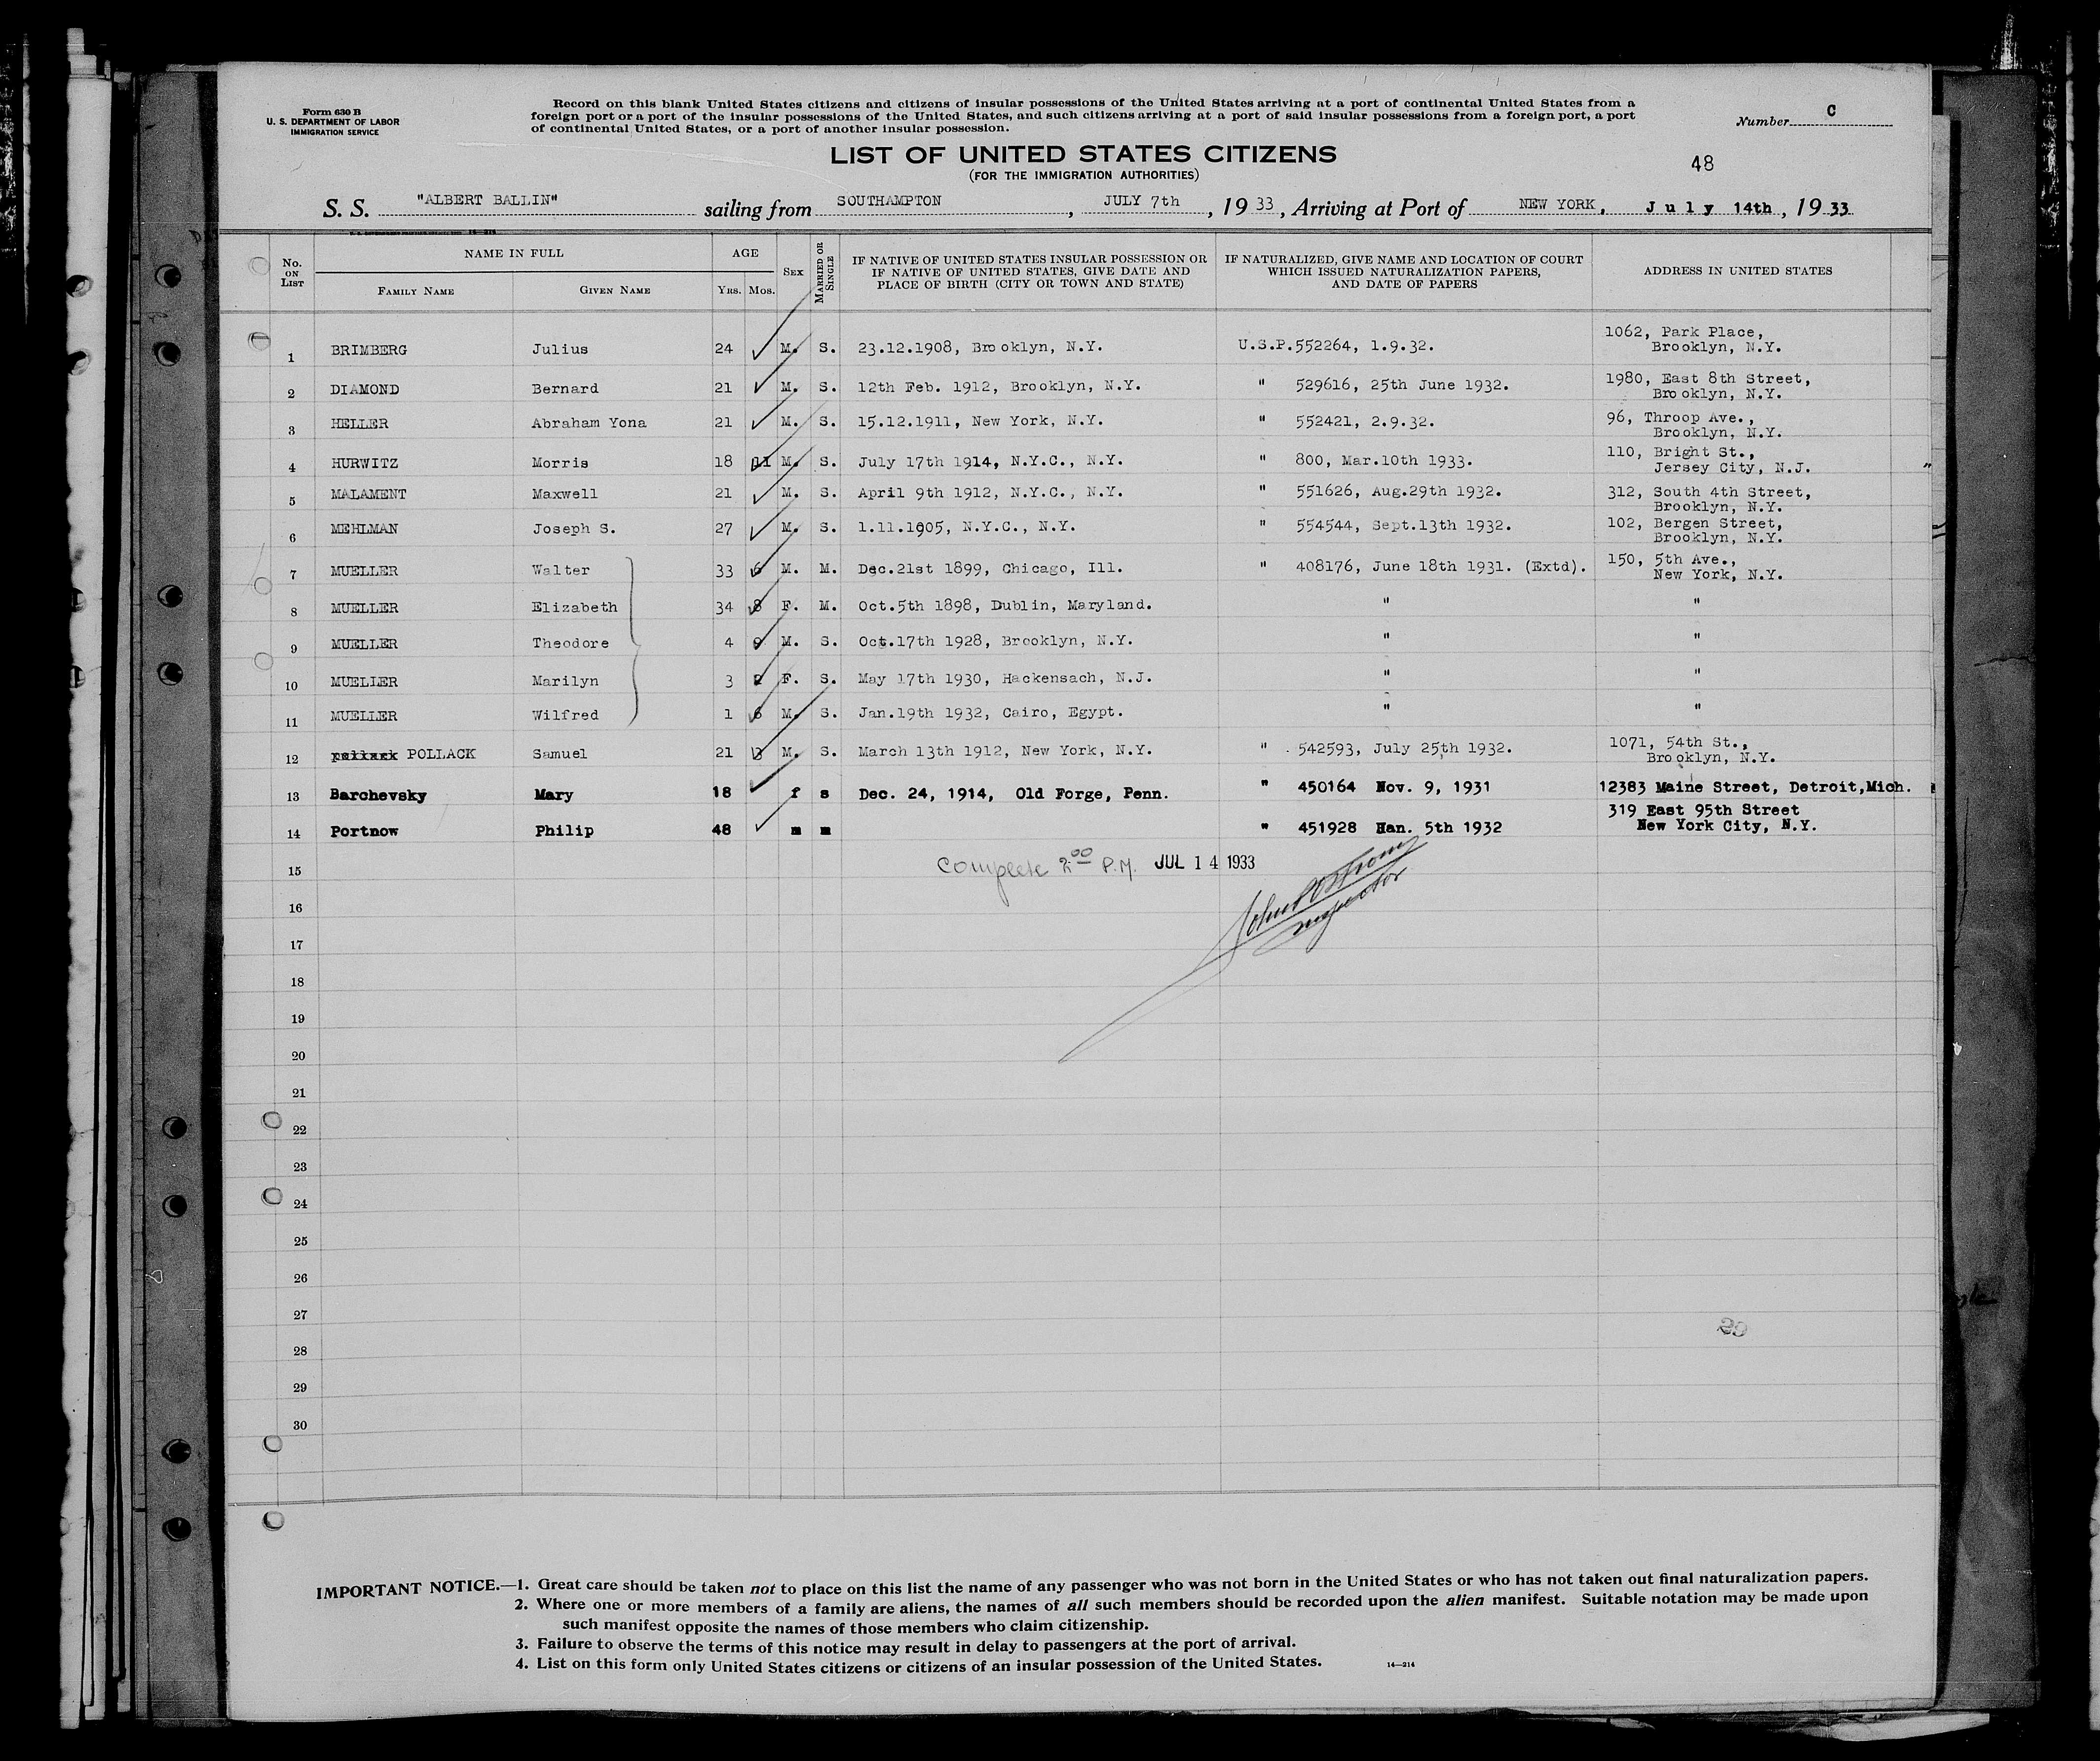 Form 630 B
U. S. DEPARTMENT OF LABOR
IMMIGRATION SERVICE
Record on this blank United States citizens and citizens of insular possessions of the United States arriving at a port of continental United States from a
foreign port or a port of the insular possessions of the United States, and such citizens arriving at a port of said insular possessions from a foreign port, a port
of continental United States, or a port of another insular possession.
Number C
LIST OF UNITED STATES CITIZENS
(FOR THE IMMIGRATION AUTHORITIES)
48
S. S. "ALBERT BALLIN" sailing from SOUTHAMPTON, JULY 7th, 1933, Arriving at Port of NEW YORK, July 14th, 1933
No. ON LIST NAME IN FULL FAMILY NAME GIVEN NAME AGE YRS. MOS. SEX MARRIED OR SINGLE IF NATIVE OF UNITED STATES INSULAR POSSESSION OR IF NATIVE OF UNITED STATES, GIVE DATE AND PLACE OF BIRTH (CITY OR TOWN AND STATE) IF NATURALIZED, GIVE NAME AND LOCATION OF COURT WHICH ISSUED NATURALIZATION PAPERS, AND DATE OF PAPERS ADDRESS IN UNITED STATES
1 BRIMBERG Julius 24 M. S. 23.12.1908, Brooklyn, N.Y. U.S.P.552264, 1.9.32. 1062, Park Place,
Brooklyn, N.Y.
2 DIAMOND Bernard 21 M. S. 12th Feb. 1912, Brooklyn, N.Y. " 529616, 25th June 1932. 1980, East 8th Street,
Brooklyn, N.Y.
3 HELLER Abraham Yona 21 M. S. 15.12.1911, New York, N.Y. " 552421, 2.9.32. 96, Throop Ave.,
Brooklyn, N.Y.
4 HURWITZ Morris 18 11 M. S. July 17th 1914, N.Y.C., N.Y. " 800, Mar.10th 1933. 110, Bright St.,
Jersey City, N.J.
5 MALAMENT Maxwell 21 M. S. April 9th 1912, N.Y.C., N.Y. " 551626, Aug.29th 1932. 312, South 4th Street,
Brooklyn, N.Y.
6 MEHLMAN Joseph S. 27 M. S. 1.11.1905, N.Y.C., N.Y. " 554544, Sept.13th 1932. 102, Bergen Street,
Brooklyn, N.Y.
7 MUELLER Walter 33 6 M. M. Dec.21st 1899, Chicago, Ill. " 408176, June 18th 1931. (Extd). 150, 5th Ave.,
New York, N.Y.
8 MUELLER Elizabeth 34 8 F. M. Oct.5th 1898, Dublin, Maryland. " "
9 MUELLER Theodore 4 9 M. S. Oct.17th 1928, Brooklyn, N.Y. " "
10 MUELLER Marilyn 3 2 F. S. May 17th 1930, Hackensach, N.J. " "
11 MUELLER Wilfred 1 6 M. S. Jan.19th 1932, Cairo, Egypt. " "
12 pollack POLLACK Samuel 21 3 M. S. March 13th 1912, New York, N.Y. " 542593, July 25th 1932. 1071, 54th St.,
Brooklyn, N.Y.
13 Barchevsky Mary 18 f s Dec. 24, 1914, Old Forge, Penn. " 450164 Nov. 9, 1931 12383 Maine Street, Detroit,Mich.
14 Portnow Philip 48 m m " 451928 Han. 5th 1932 319 East 95th Street
New York City, N.Y.
15
Complete 2.00 P.M. JUL 14 1933
Inspector
16
17
18
19
20
21
22
23
24
25
26
27
29
28
29
30
IMPORTANT NOTICE.—1. Great care should be taken not to place on this list the name of any passenger who was not born in the United States or who has not taken out final naturalization papers.
2. Where one or more members of a family are aliens, the names of all such members should be recorded upon the alien manifest. Suitable notation may be made upon
such manifest opposite the names of those members who claim citizenship.
3. Failure to observe the terms of this notice may result in delay to passengers at the port of arrival.
4. List on this form only United States citizens or citizens of an insular possession of the United States. 14—214